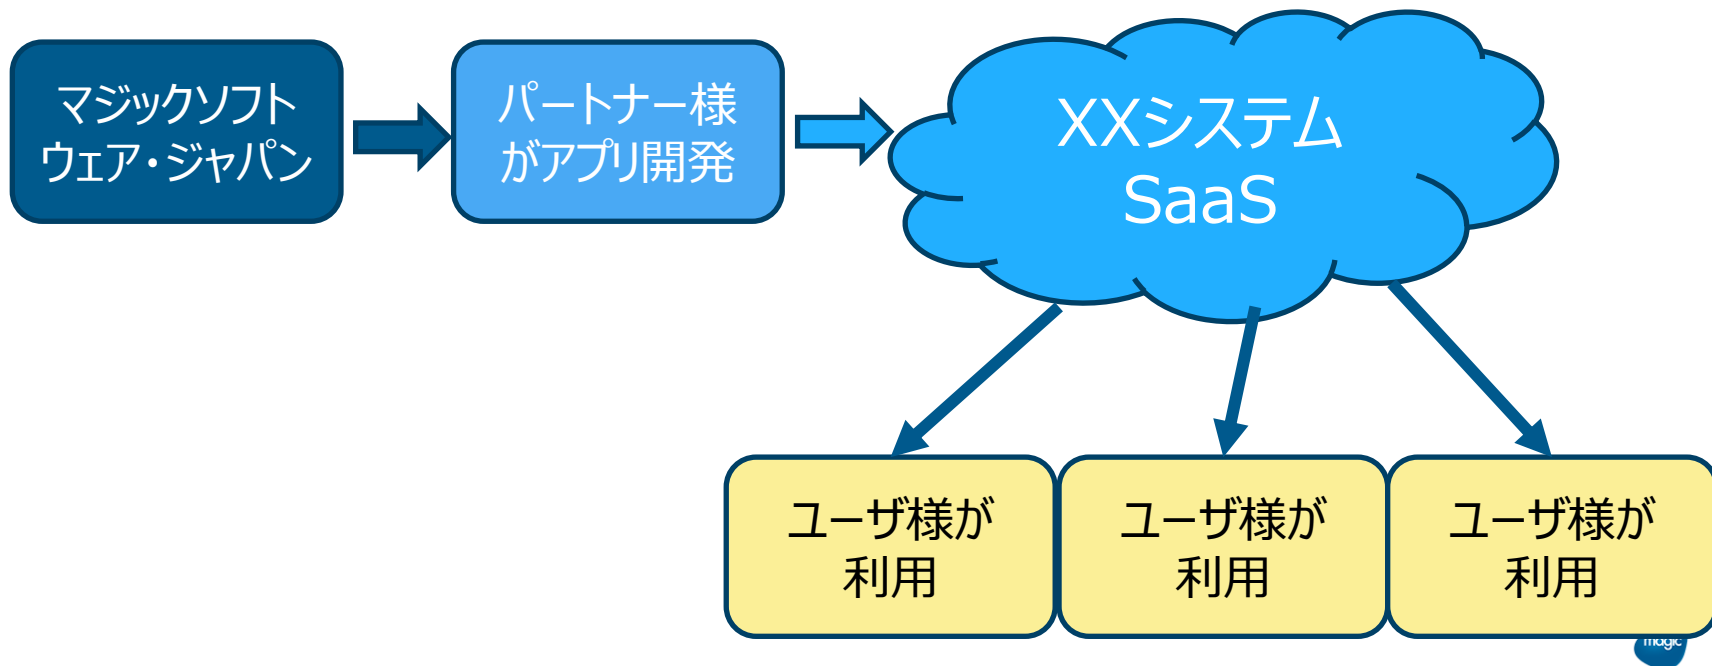 マジックソフト
ウェア・ジャパン
パートナー様
がアプリ開発
XXシステム
SaaS
ユーザ様が
利用
ユーザ様が
利用
ユーザ様が
利用
magic